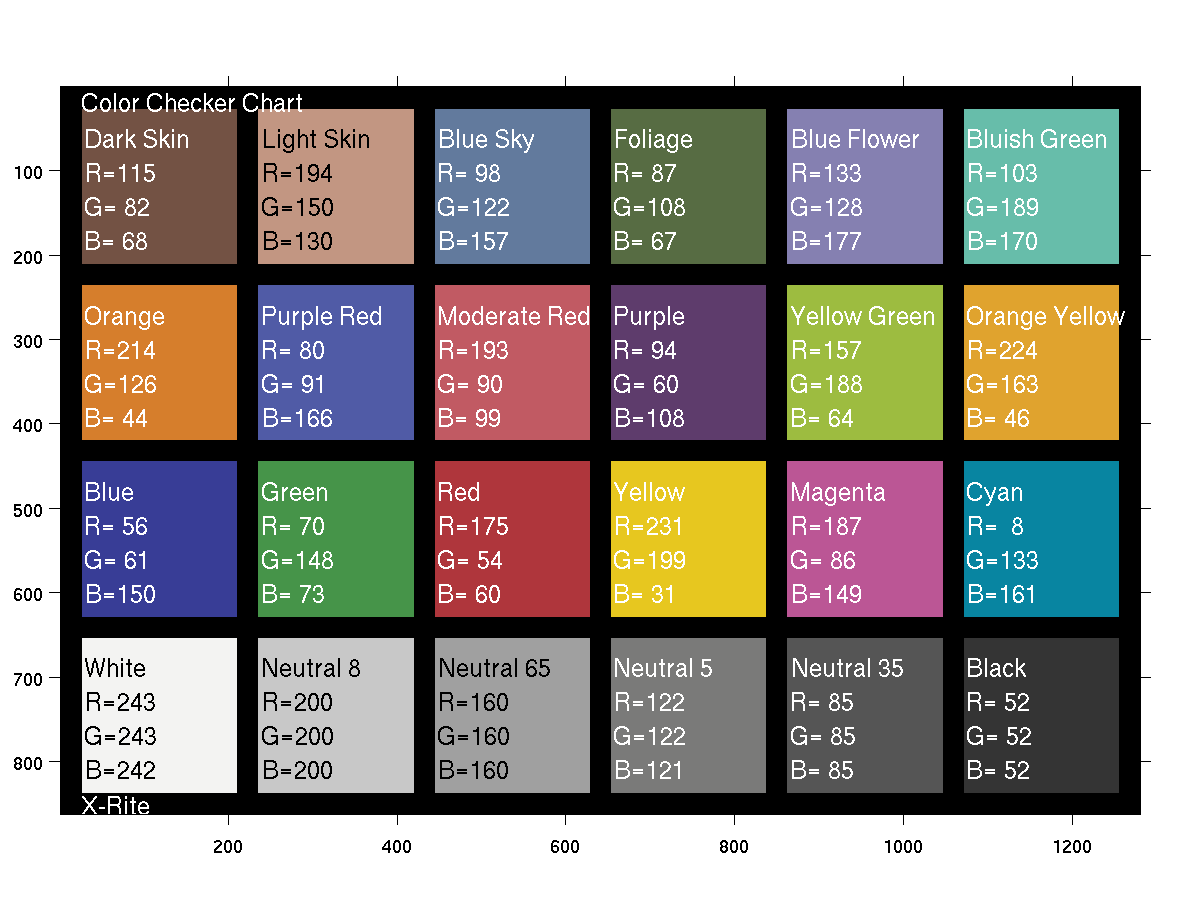 Color Checker Chart
Dark Skin
R=115
G= 82
B= 68
Light Skin
R=194
G=150
B=130
Blue Sky
R= 98
G=122
B=157
Foliage
R= 87
G=108
B= 67
Blue Flower
R=133
G=128
B=177
Bluish Green
R=103
G=189
B=170
Orange
R=214
G=126
B= 44
Purple Red
R= 80
G= 91
B=166
Moderate Red
R=193
G= 90
B= 99
Purple
R= 94
G= 60
B=108
Yellow Green
R=157
G=188
B= 64
Orange Yellow
R=224
G=163
B= 46
Blue
R= 56
G= 61
B=150
Green
R= 70
G=148
B= 73
Red
R=175
G= 54
B= 60
Yellow
R=231
G=199
B= 31
Magenta
R=187
G= 86
B=149
Cyan
R=  8
G=133
B=161
White
R=243
G=243
B=242
Neutral 8
R=200
G=200
B=200
Neutral 65
R=160
G=160
B=160
Neutral 5
R=122
G=122
B=121
Neutral 35
R= 85
G= 85
B= 85
Black
R= 52
G= 52
B= 52
X-Rite
100
200
300
400
500
600
700
800
200
400
600
800
1000
1200